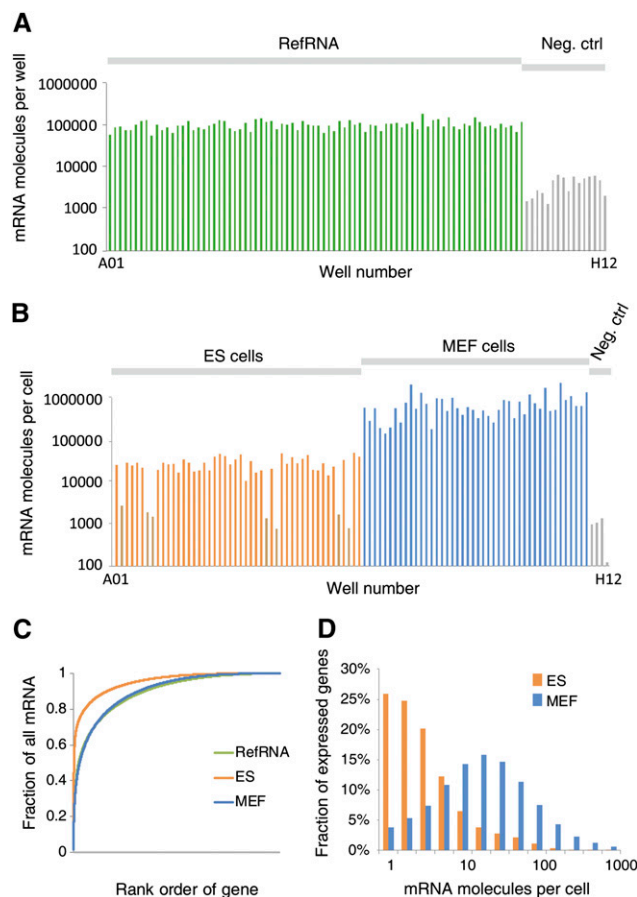 A
RefRNA
Neg. ctrl
mRNA molecules per well
1000000
100000
10000
1000
100
A01
Well number
H12
B
ES cells
MEF cells
Neg. ctrl
mRNA molecules per cell
1000000
100000
10000
1000
100
A01
Well number
H12
C
Fraction of all mRNA
1
0.8
0.6
0.4
0.2
0
RefRNA
ES
MEF
Rank order of gene
D
Fraction of expressed genes
30%
25%
20%
15%
10%
5%
0%
ES
MEF
1
10
100
1000
mRNA molecules per cell